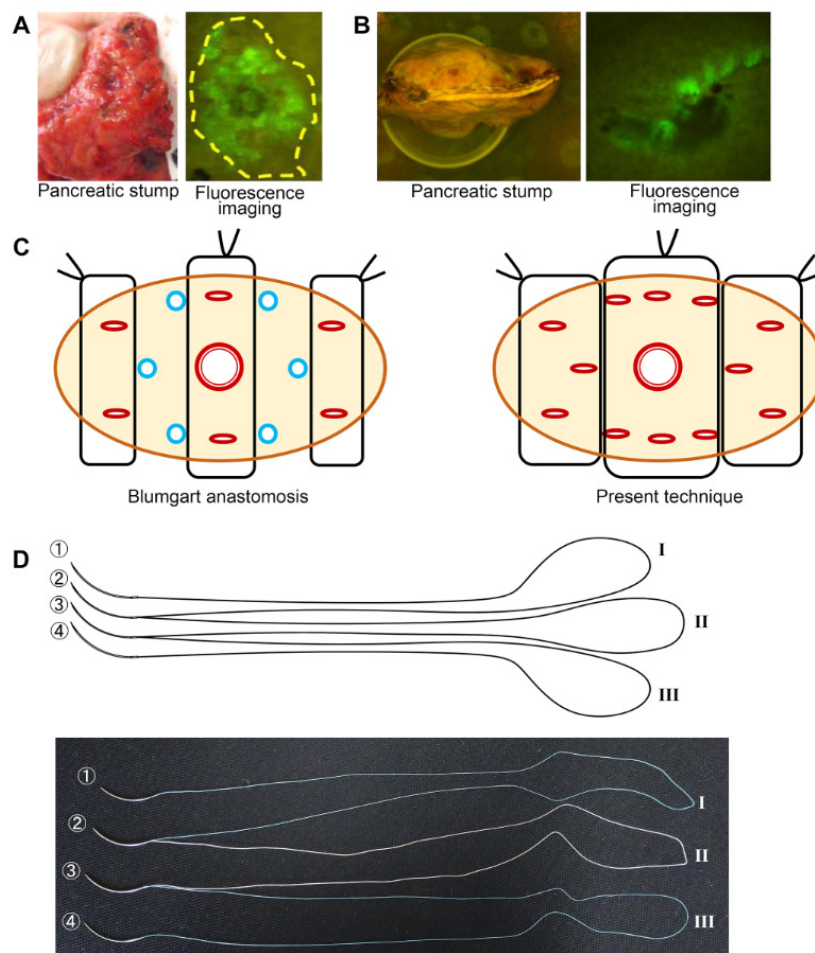 A
B
Pancreatic stump
Fluorescence
imaging
Pancreatic stump
Fluorescence
imaging
C
Blumgart anastomosis
Present technique
D
①
②
③
④
I
II
III
①
②
③
④
I
II
III